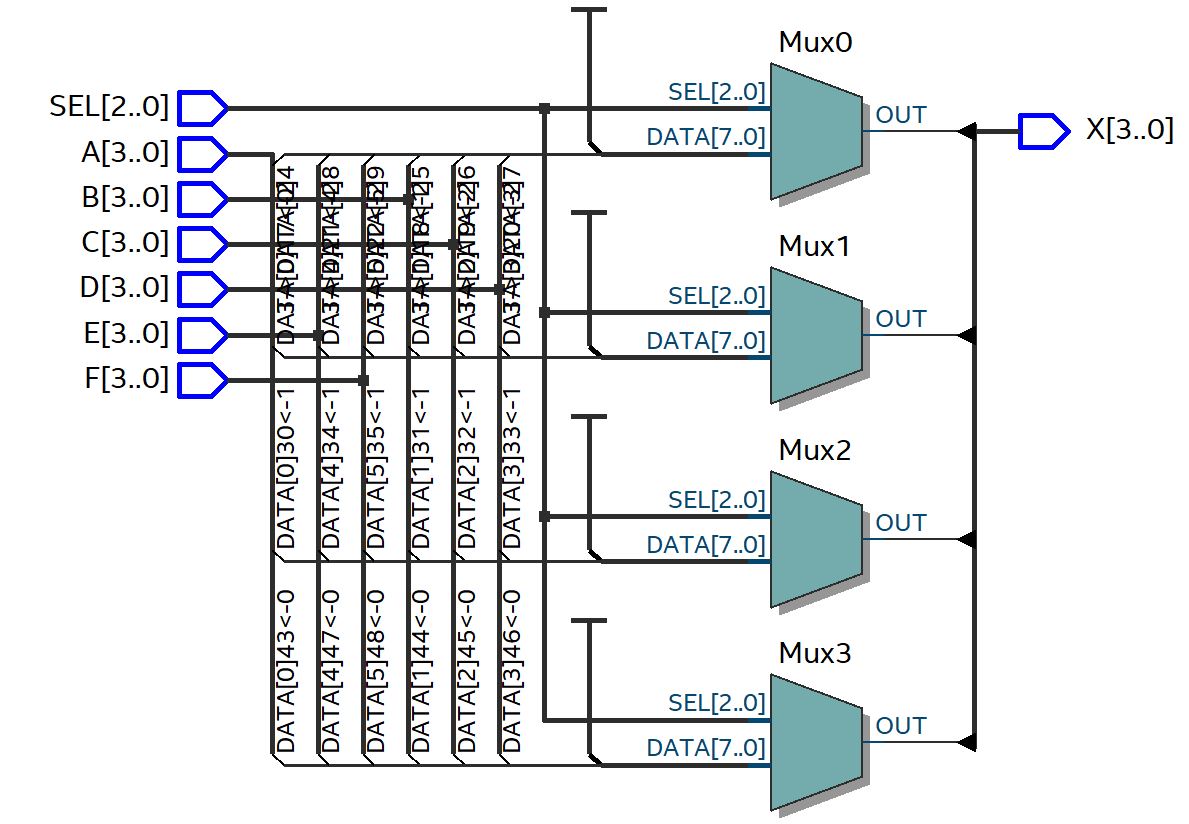 Mux0
SEL[2..0]
SEL[2..0]
DATA[7..0]
OUT
X[3..0]
A[3..0]
B[3..0]
C[3..0]
D[3..0]
E[3..0]
F[3..0]
Mux1
SEL[2..0]
DATA[7..0]
OUT
DATA[0]30<-1
DATA[4]34<-1
DATA[5]35<-1
DATA[1]31<-1
DATA[2]32<-1
DATA[3]33<-1
Mux2
SEL[2..0]
DATA[7..0]
OUT
DATA[0]43<-0
DATA[4]47<-0
DATA[5]48<-0
DATA[1]44<-0
DATA[2]45<-0
DATA[3]46<-0
Mux3
SEL[2..0]
DATA[7..0]
OUT